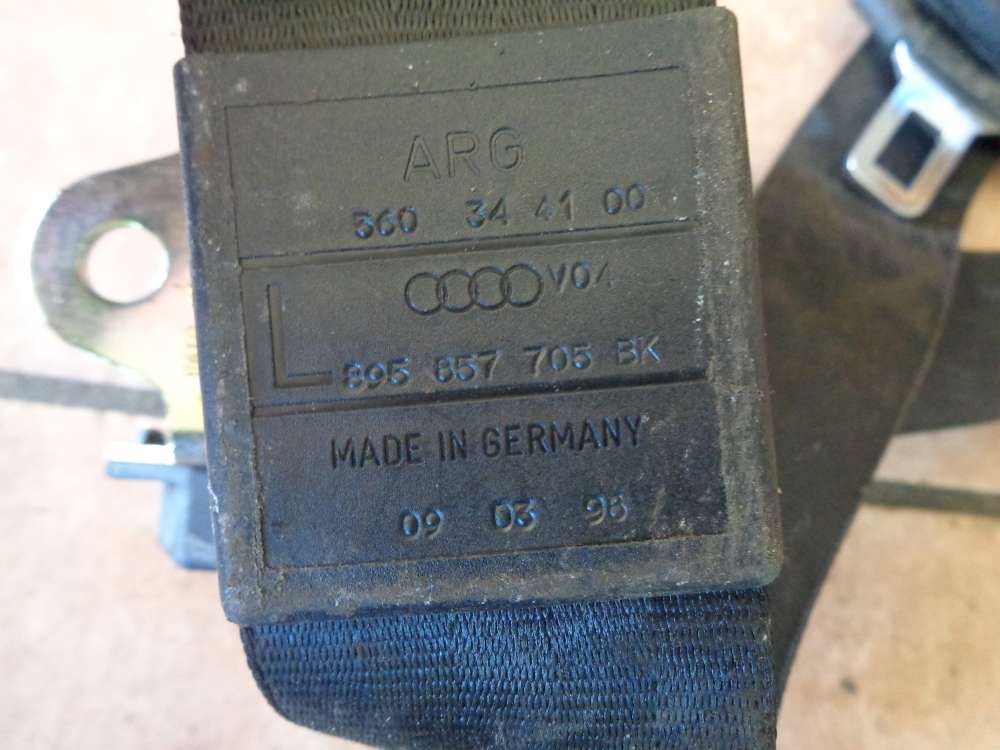 ARG
560 34 41 00
V04
L
895 857 705 BK
MADE IN GERMANY
09 03 98